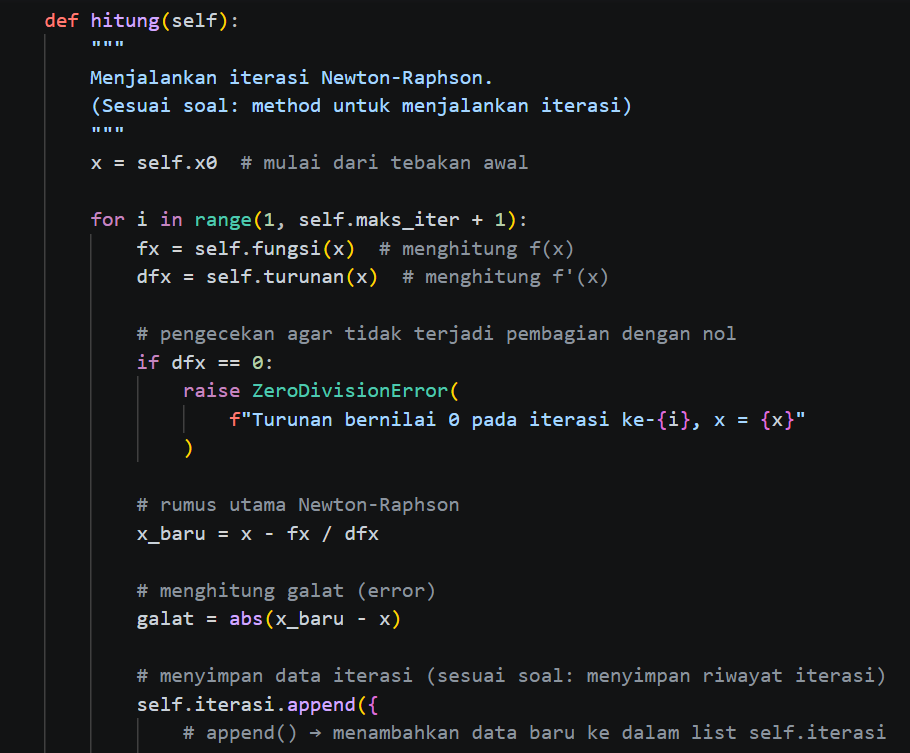 def hitung(self):
"""
Menjalankan iterasi Newton-Raphson.
(Sesuai soal: method untuk menjalankan iterasi)
"""
x = self.x0  # mulai dari tebakan awal
for i in range(1, self.maks_iter + 1):
fx = self.fungsi(x)  # menghitung f(x)
dfx = self.turunan(x)  # menghitung f'(x)
# pengecekan agar tidak terjadi pembagian dengan nol
if dfx == 0:
raise ZeroDivisionError(
f"Turunan bernilai 0 pada iterasi ke-{i}, x = {x}"
)
# rumus utama Newton-Raphson
x_baru = x - fx / dfx
# menghitung galat (error)
galat = abs(x_baru - x)
# menyimpan data iterasi (sesuai soal: menyimpan riwayat iterasi)
self.iterasi.append({
# append() → menambahkan data baru ke dalam list self.iterasi